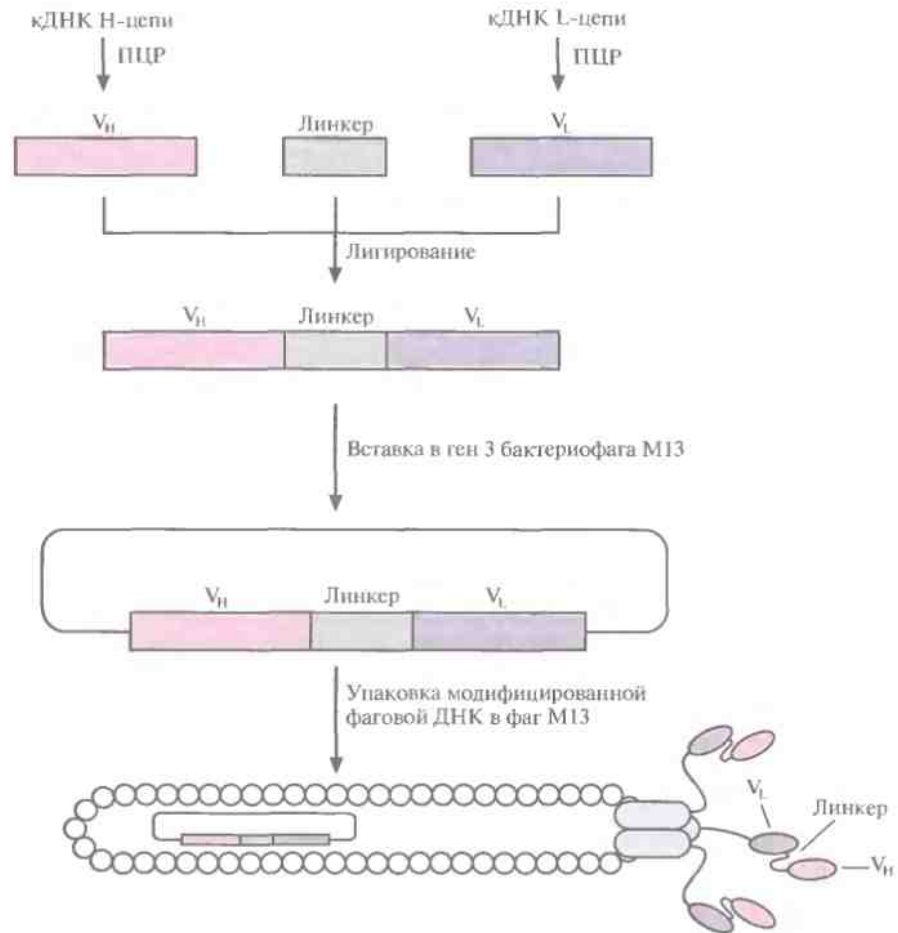 кДНК H-цепи
кДНК L-цепи
ПЦР
ПЦР
V_H
Линкер
V_L
Лигирование
V_H
Линкер
V_L
Вставка в ген 3 бактериофага М13
V_H
Линкер
V_L
Упаковка модифицированной
фаговой ДНК в фаг М13
V_L
Линкер
V_H